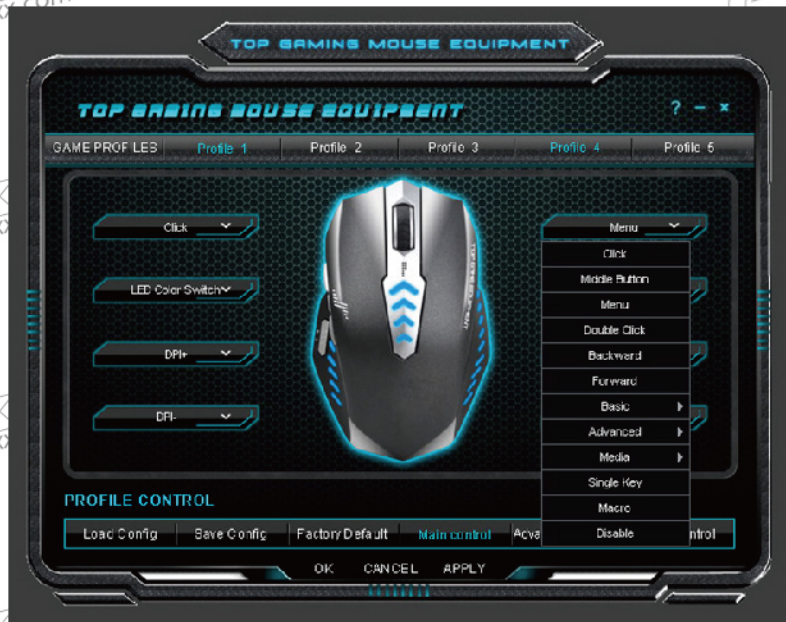 TOP GAMING MOUSE EQUIPMENT
TOP GAMING MOUSE EQUIPMENT
? – ×
GAME PROFILES Profile 1 Profile 2 Profile 3 Profile 4 Profile 5
Click
LED Color Switch
DPI+
DPI-
Menu
Click
Middle Button
Menu
Double Click
Backward
Forward
Basic
Advanced
Media
Single Key
Macro
Disable
PROFILE CONTROL
Load Config Save Config Factory Default Main control Adva ntrol
OK CANCEL APPLY